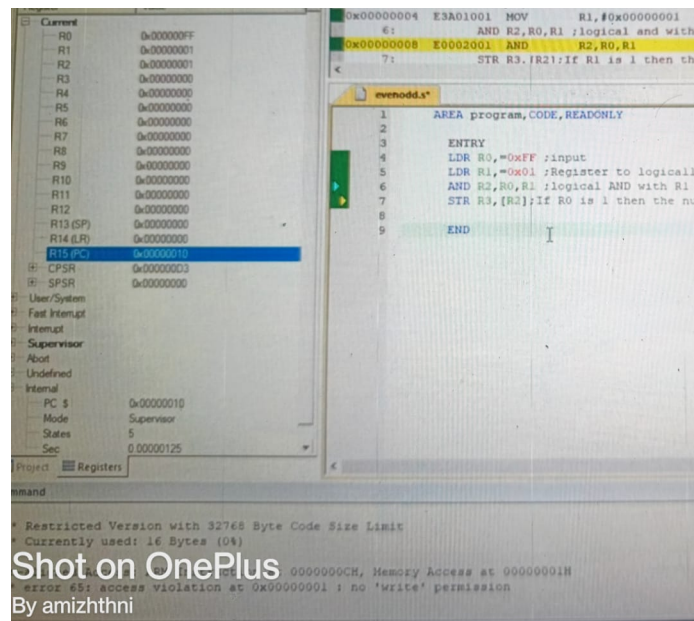 Current
R0 0x000000FF
R1 0x00000001
R2 0x00000001
R3 0x00000000
R4 0x00000000
R5 0x00000000
R6 0x00000000
R7 0x00000000
R8 0x00000000
R9 0x00000000
R10 0x00000000
R11 0x00000000
R12 0x00000000
R13 (SP) 0x00000000
R14 (LR) 0x00000000
R15 (PC) 0x00000010
CPSR 0x000000D3
SPSR 0x00000000
User/System
Fast Interrupt
Interrupt
Supervisor
Abort
Undefined
Internal
PC $ 0x00000010
Mode Supervisor
States 5
Sec 0.00000125
Project Registers
0x00000004 E3A01001 MOV R1,#0x00000001
6: AND R2,R0,R1 ;logical and with
0x00000008 E0002001 AND R2,R0,R1
7: STR R3,[R2];If R1 is 1 then th
evenodd.s*
1 AREA program,CODE,READONLY
2
3 ENTRY
4 LDR R0,=0xFF ;input
5 LDR R1,=0x01 ;Register to logicall
6 AND R2,R0,R1 ;logical AND with R1
7 STR R3,[R2];If R0 is 1 then the nu
8
9 END
mmand
* Restricted Version with 32768 Byte Code Size Limit
* Currently used: 16 Bytes (0%)
0000000CH, Memory Access at 00000001H
* error 65: access violation at 0x00000001 : no 'write' permission
Shot on OnePlus
By amizhthni